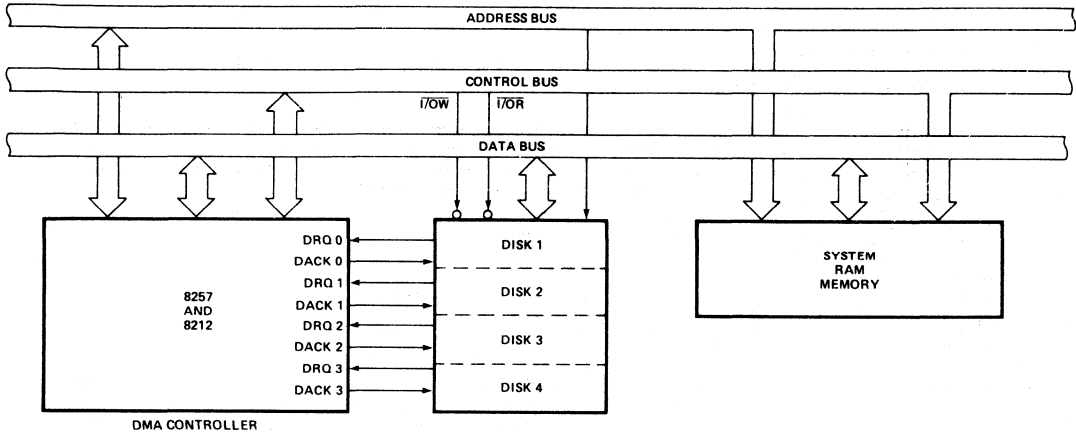 ADDRESS BUS
CONTROL BUS
I/OW
I/OR
DATA BUS
DRQ 0
DACK 0
DRQ 1
DACK 1
DRQ 2
DACK 2
DRQ 3
DACK 3
8257
AND
8212
DISK 1
DISK 2
DISK 3
DISK 4
SYSTEM
RAM
MEMORY
DMA CONTROLLER